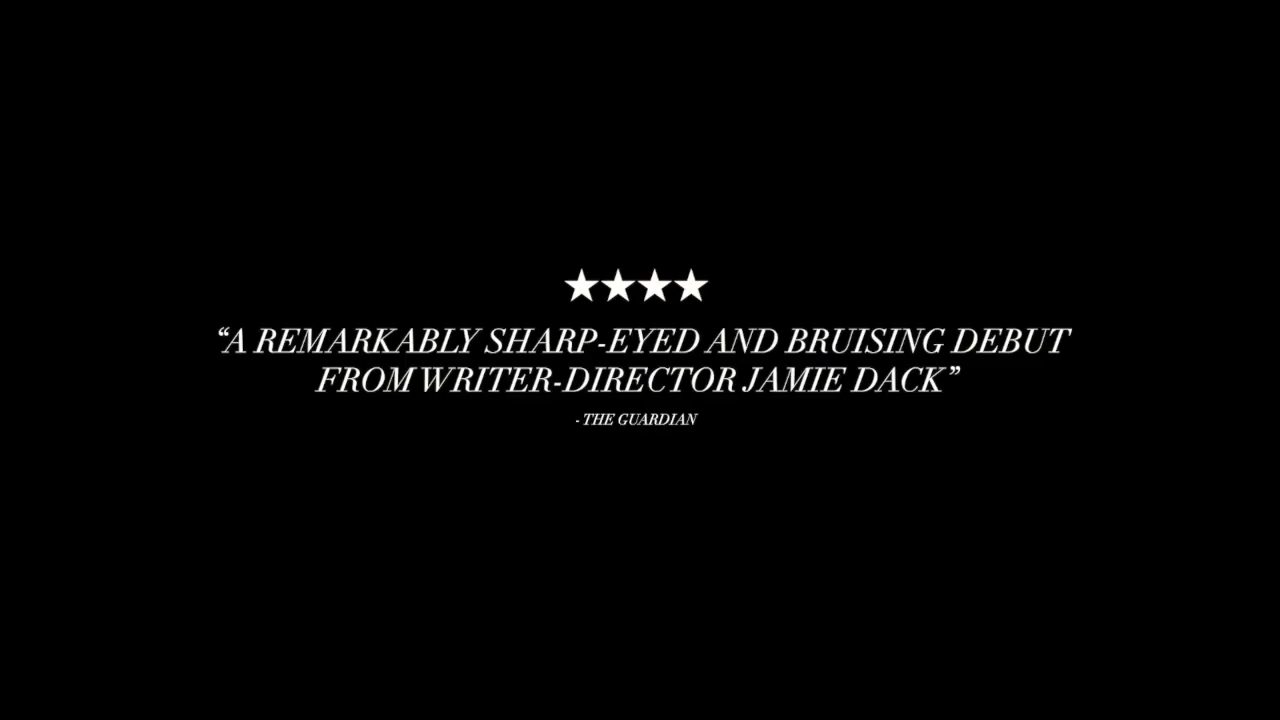 ★★★★
“A REMARKABLY SHARP-EYED AND BRUISING DEBUT
FROM WRITER-DIRECTOR JAMIE DACK”
- THE GUARDIAN